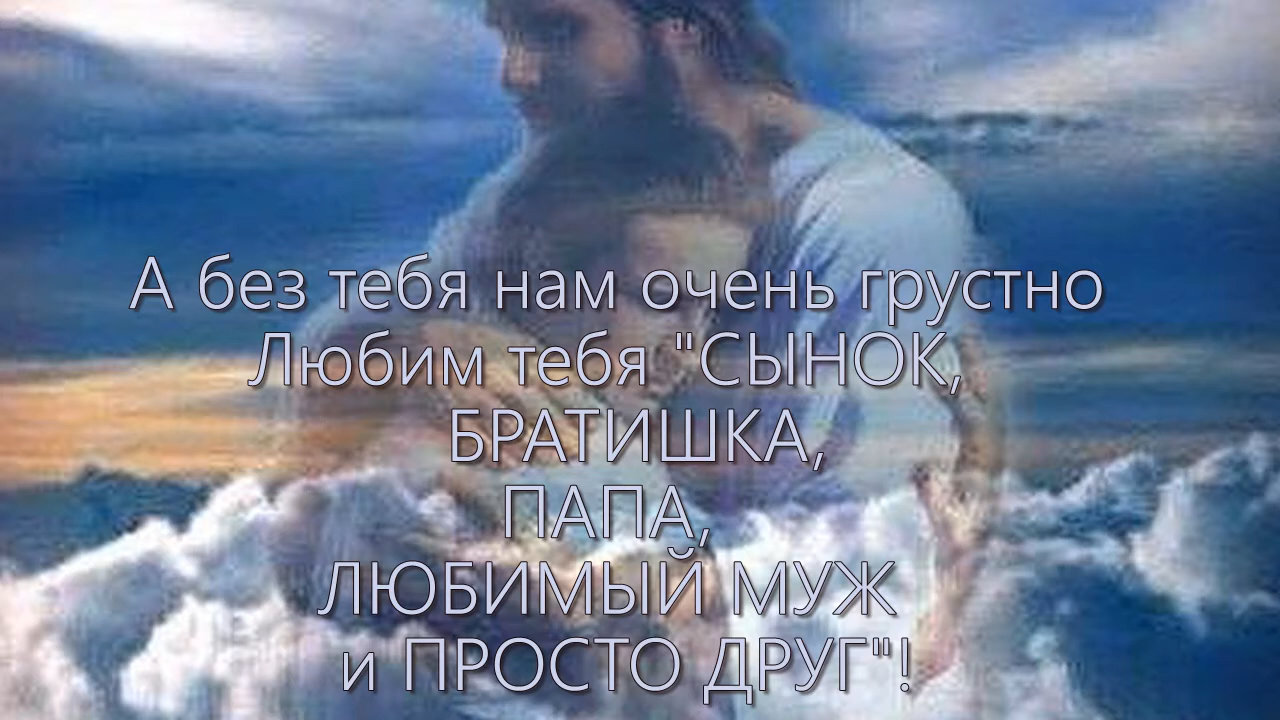 А без тебя нам очень грустно
Любим тебя "СЫНОК,
БРАТИШКА,
ПАПА,
ЛЮБИМЫЙ МУЖ
и ПРОСТО ДРУГ"!